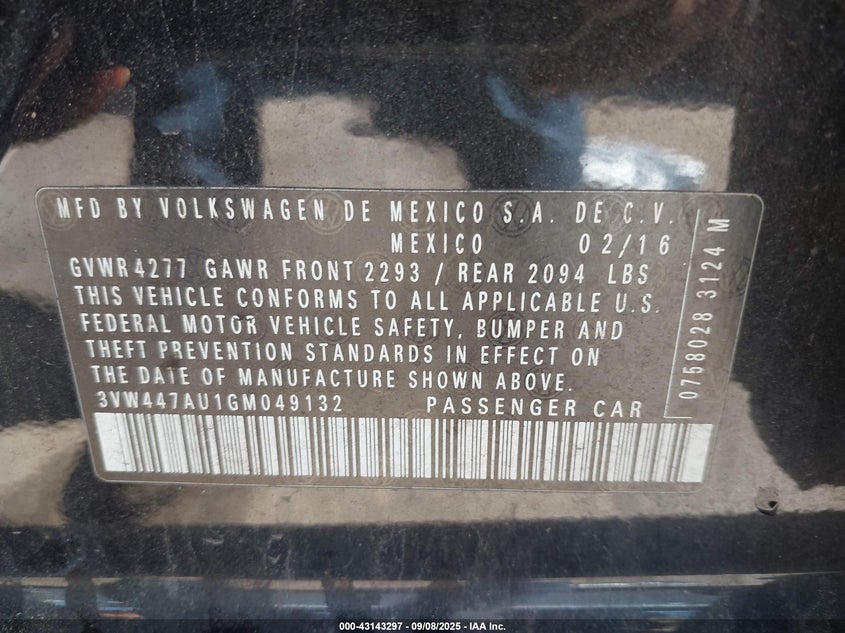 MFD BY VOLKSWAGEN DE MEXICO S.A. DE C.V.
MEXICO 02/16
GVWR4277 GAWR FRONT 2293 / REAR 2094 LBS
THIS VEHICLE CONFORMS TO ALL APPLICABLE U.S.
FEDERAL MOTOR VEHICLE SAFETY, BUMPER AND
THEFT PREVENTION STANDARDS IN EFFECT ON
THE DATE OF MANUFACTURE SHOWN ABOVE.
3VW447AU1GM049132 PASSENGER CAR
0758028 3124 M
000-43143297 - 09/08/2025 - IAA Inc.